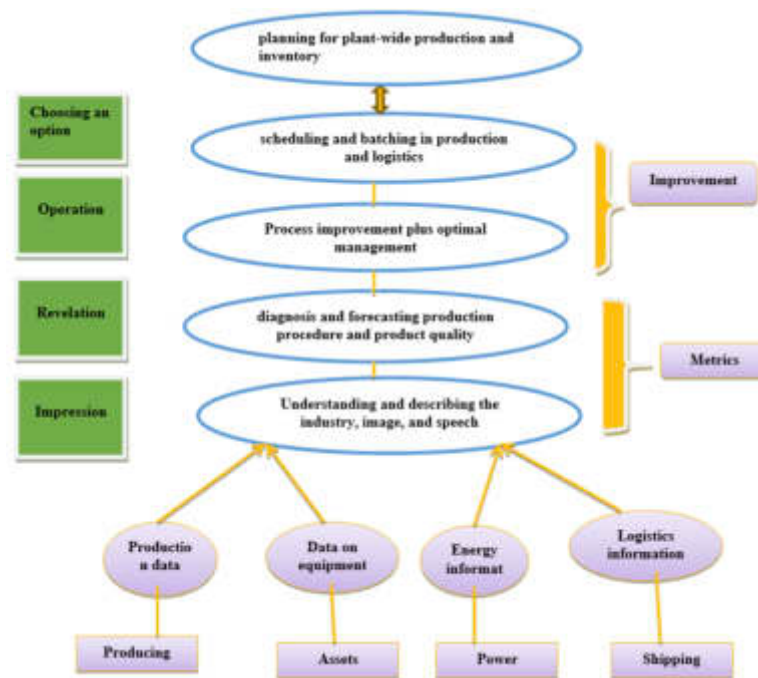 planning for plant-wide production and
inventory
Choosing an
option
scheduling and batching in production
and logistics
Improvement
Operation
Process improvement plus optimal
management
Revelation
diagnosis and forecasting production
procedure and product quality
Metrics
Impression
Understanding and describing the
industry, image, and speech
Productio
n data
Data on
equipment
Energy
informat
Logistics
information
Producing
Assets
Power
Shipping